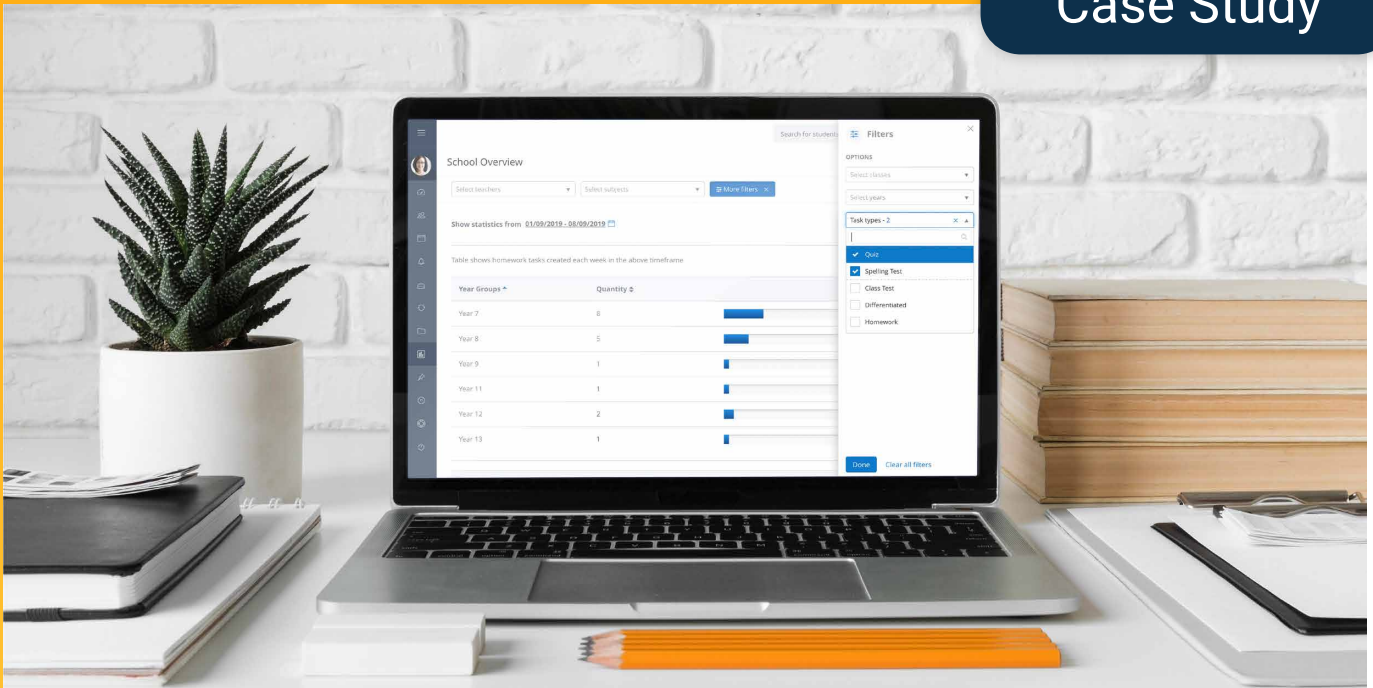 Case Study
Search for students
Filters
School Overview
OPTIONS
Select classes
Select teachers
Select subjects
More filters ×
Select years
Show statistics from 01/09/2019 - 08/09/2019
Task types - 2
Quiz
Table shows homework tasks created each week in the above timeframe
Spelling Test
Year Groups
Quantity
Class Test
Differentiated
Homework
Year 7 8
Year 8 5
Year 9 1
Year 11 1
Year 12 2
Year 13 1
Done
Clear all filters